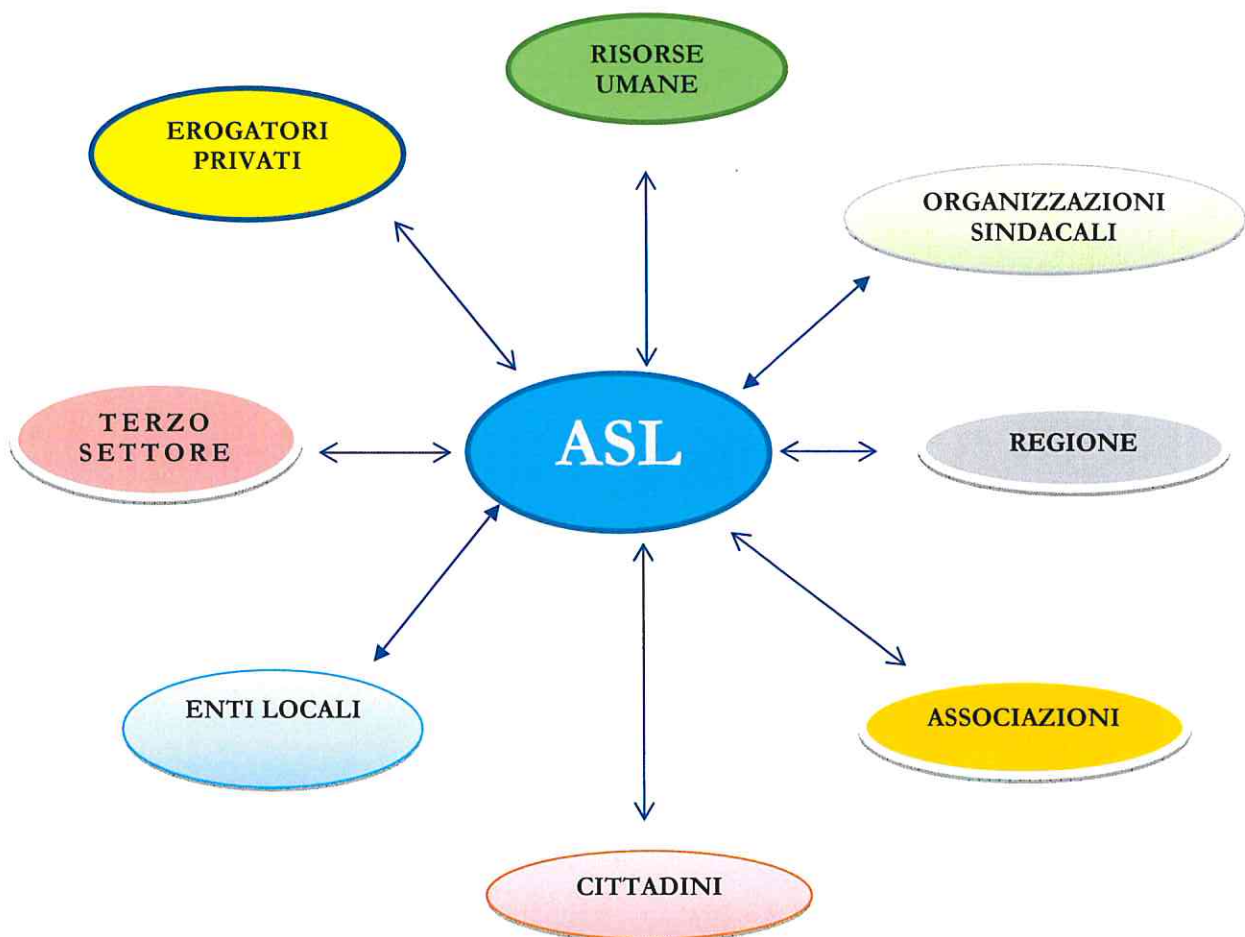 RISORSE
UMANE
EROGATORI
PRIVATI
ORGANIZZAZIONI
SINDACALI
TERZO
SETTORE
ASL
REGIONE
ENTI LOCALI
ASSOCIAZIONI
CITTADINI